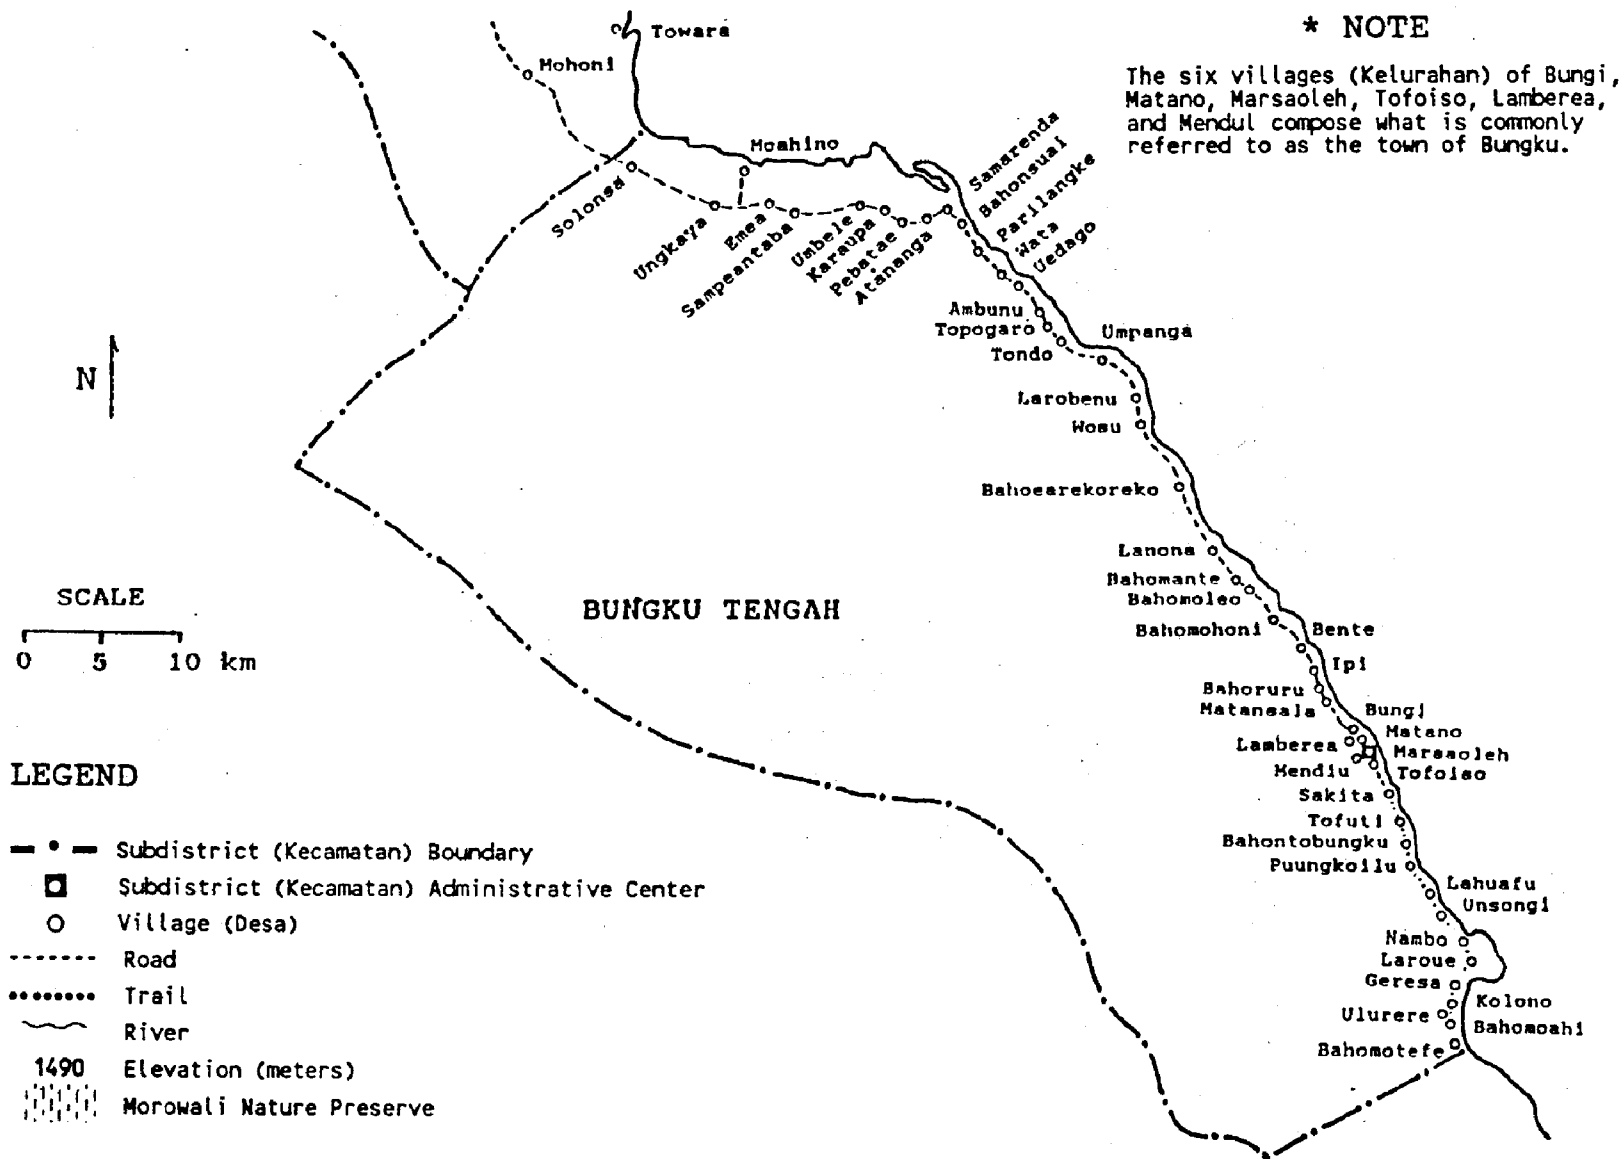 * NOTE
The six villages (Kelurahan) of Bungi,
Matano, Marsaoleh, Tofoiso, Lamberea,
and Mendul compose what is commonly
referred to as the town of Bungku.
Towara
Mohoni
Moahino
Solonsa
Ungkaya
Emea
Sampeantaba
Umbele
Karaupa
Pebatae
Atananga
Samarenda
Bahonsuai
Parilangke
Wata
Uedago
Ambunu
Topogaro
Tondo
Umpanga
Larobenu
Wosu
Bahoearekoreko
Lanona
Bahomante
Bahomoleo
Bahomohoni
Bente
Ipi
Bahoruru
Matansala
Bungi
Matano
Lamberea
Marsaoleh
Mendiu
Tofoiso
Sakita
Tofuti
Bahontobungku
Puungkoilu
Lahuafu
Unsongi
Nambo
Laroue
Geresa
Kolono
Ulurere
Bahomoahi
Bahomotefe
N
SCALE
0 5 10 km
BUNGKU TENGAH
LEGEND
Subdistrict (Kecamatan) Boundary
Subdistrict (Kecamatan) Administrative Center
Village (Desa)
Road
Trail
River
1490 Elevation (meters)
Morowali Nature Preserve